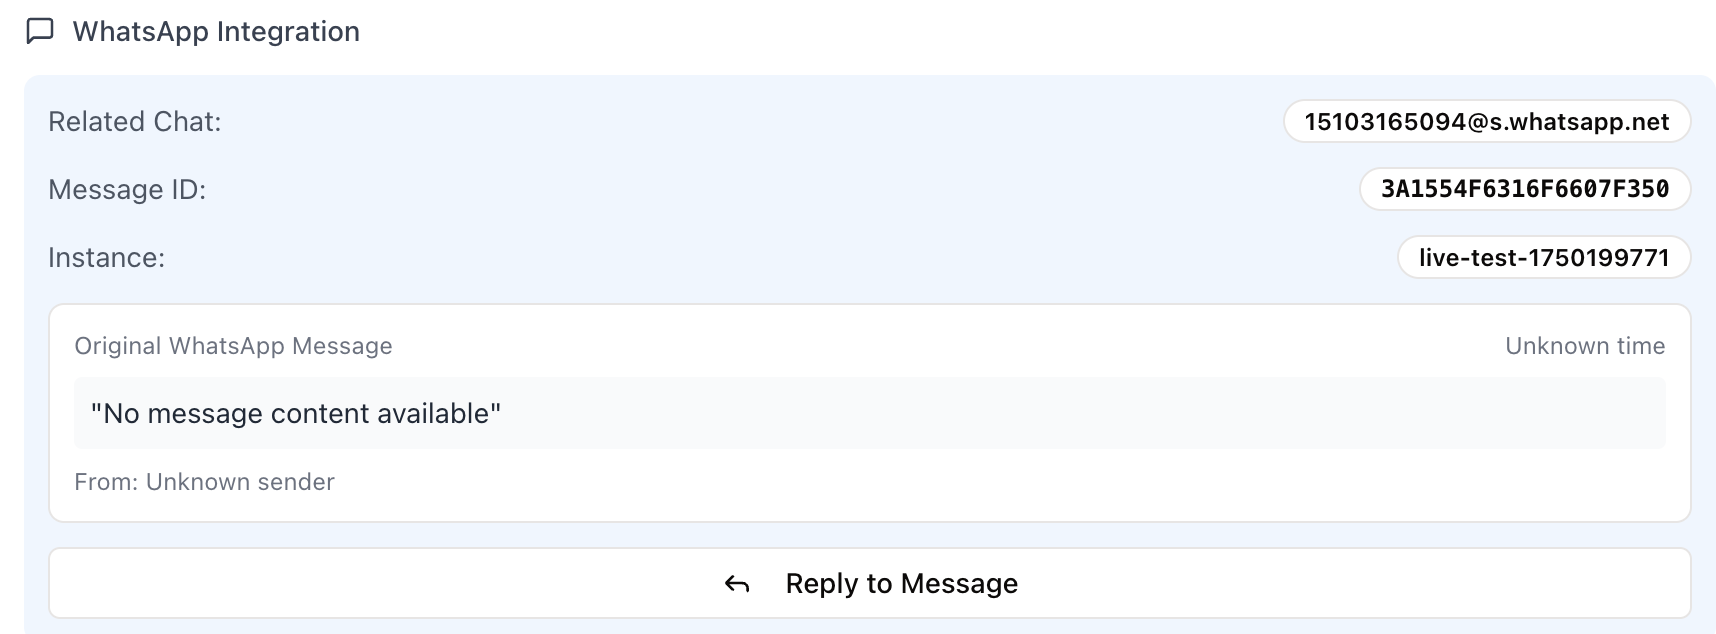 WhatsApp Integration
Related Chat: 15103165094@s.whatsapp.net
Message ID: 3A1554F6316F6607F350
Instance: live-test-1750199771
Original WhatsApp Message Unknown time
"No message content available"
From: Unknown sender
Reply to Message